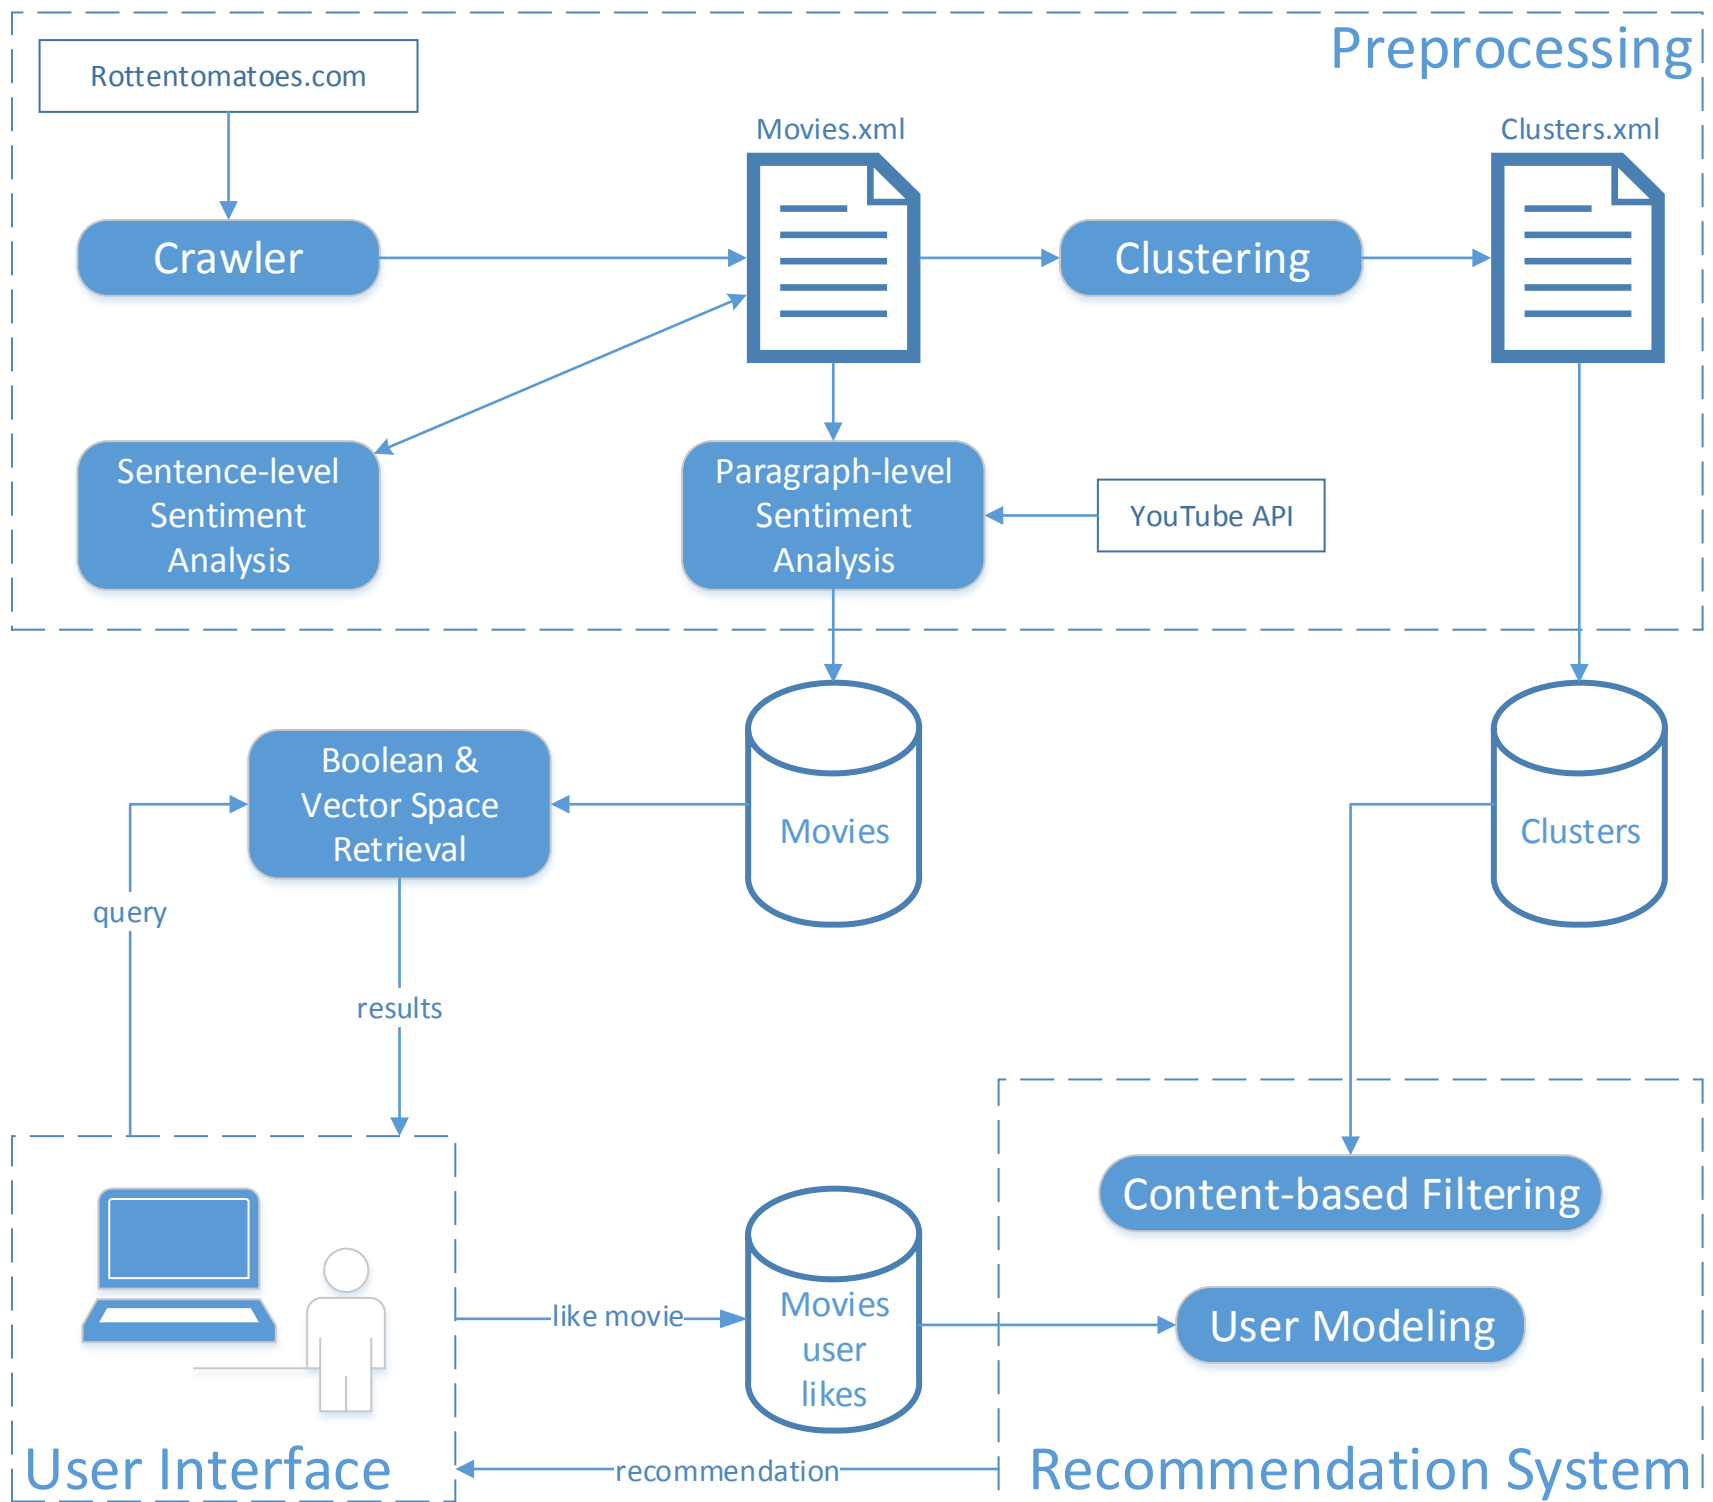 Preprocessing
Rottentomatoes.com
Movies.xml
Clusters.xml
Crawler
Clustering
Sentence-level
Sentiment
Analysis
Paragraph-level
Sentiment
Analysis
YouTube API
Boolean &
Vector Space
Retrieval
Movies
Clusters
query
results
Content-based Filtering
like movie
Movies
user
likes
User Modeling
User Interface
recommendation
Recommendation System